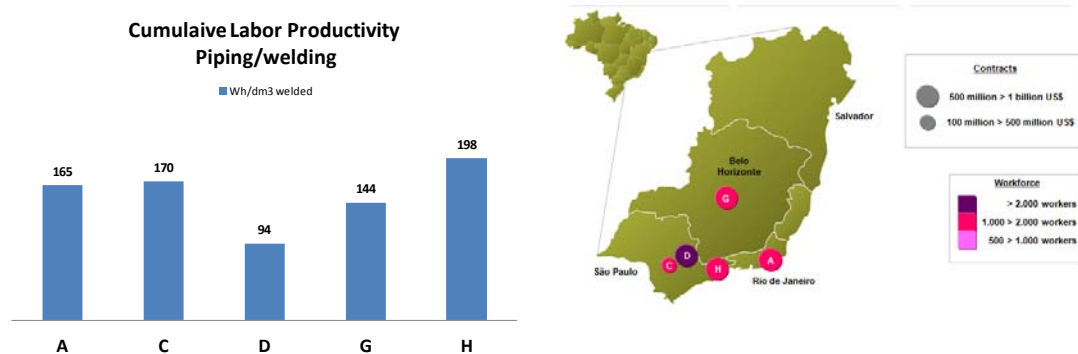 Cumulaive Labor Productivity
Piping/welding
Wh/dm3 welded
165
170
94
144
198
A
C
D
G
H
Salvador
Belo
Horizonte
G
D
C
H
A
São Paulo
Rio de Janeiro
Contracts
500 million > 1 billion US$
100 million > 500 million US$
Workforce
> 2.000 workers
1.000 > 2.000 workers
500 > 1.000 workers